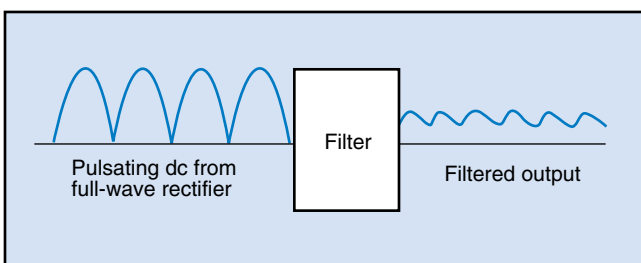 Pulsating dc from
full-wave rectifier
Filter
Filtered output